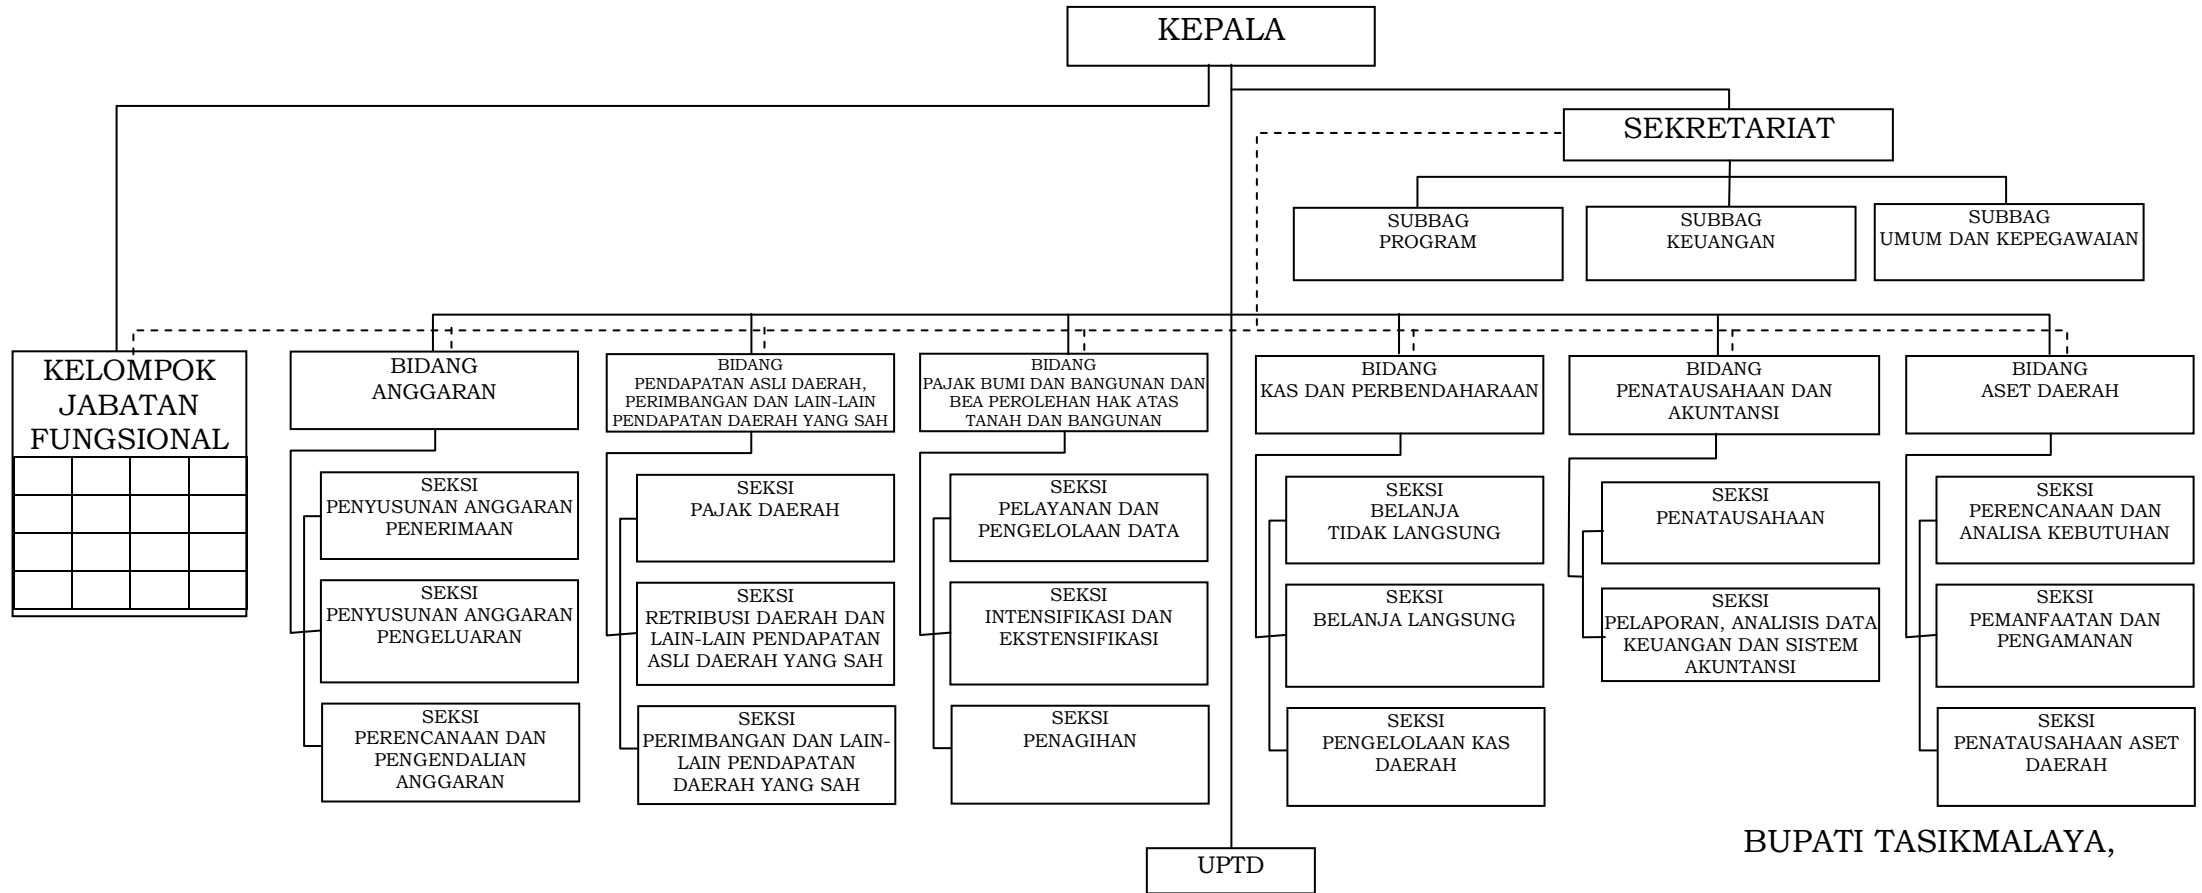 KEPALA
SEKRETARIAT
SUBBAG
PROGRAM
SUBBAG
KEUANGAN
SUBBAG
UMUM DAN KEPEGAWAIAN
KELOMPOK
JABATAN
FUNGSIONAL
BIDANG
ANGGARAN
BIDANG
PENDAPATAN ASLI DAERAH,
PERIMBANGAN DAN LAIN-LAIN
PENDAPATAN DAERAH YANG SAH
BIDANG
PAJAK BUMI DAN BANGUNAN DAN
BEA PEROLEHAN HAK ATAS
TANAH DAN BANGUNAN
BIDANG
KAS DAN PERBENDAHARAAN
BIDANG
PENATAUSAHAAN DAN
AKUNTANSI
BIDANG
ASET DAERAH
SEKSI
PENYUSUNAN ANGGARAN
PENERIMAAN
SEKSI
PAJAK DAERAH
SEKSI
PELAYANAN DAN
PENGELOLAAN DATA
SEKSI
BELANJA
TIDAK LANGSUNG
SEKSI
PENATAUSAHAAN
SEKSI
PERENCANAAN DAN
ANALISA KEBUTUHAN
SEKSI
PENYUSUNAN ANGGARAN
PENGELUARAN
SEKSI
RETRIBUSI DAERAH DAN
LAIN-LAIN PENDAPATAN
ASLI DAERAH YANG SAH
SEKSI
INTENSIFIKASI DAN
EKSTENSIFIKASI
SEKSI
BELANJA LANGSUNG
SEKSI
PELAPORAN, ANALISIS DATA
KEUANGAN DAN SISTEM
AKUNTANSI
SEKSI
PEMANFAATAN DAN
PENGAMANAN
SEKSI
PERENCANAAN DAN
PENGENDALIAN
ANGGARAN
SEKSI
PERIMBANGAN DAN LAIN-
LAIN PENDAPATAN
DAERAH YANG SAH
SEKSI
PENAGIHAN
SEKSI
PENGELOLAAN KAS
DAERAH
SEKSI
PENATAUSAHAAN ASET
DAERAH
UPTD
BUPATI TASIKMALAYA,